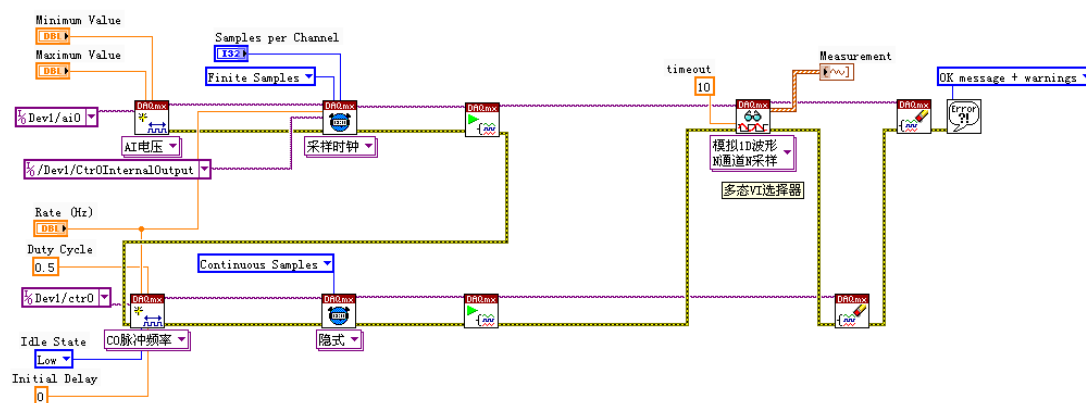 Minimum Value
DBL
Maximum Value
DBL
Samples per Channel
I32
Finite Samples
timeout
10
Measurement
OK message + warnings
Dev1/ai0
DAQmx
DAQmx
DAQmx
DAQmx
DAQmx
Error
?!
AI电压
采样时钟
模拟1D波形
N通道N采样
/Dev1/Ctr0InternalOutput
多态VI选择器
Rate (Hz)
DBL
Duty Cycle
0.5
Continuous Samples
Dev1/ctr0
DAQmx
DAQmx
DAQmx
DAQmx
CO脉冲频率
隐式
Idle State
Low
Initial Delay
0